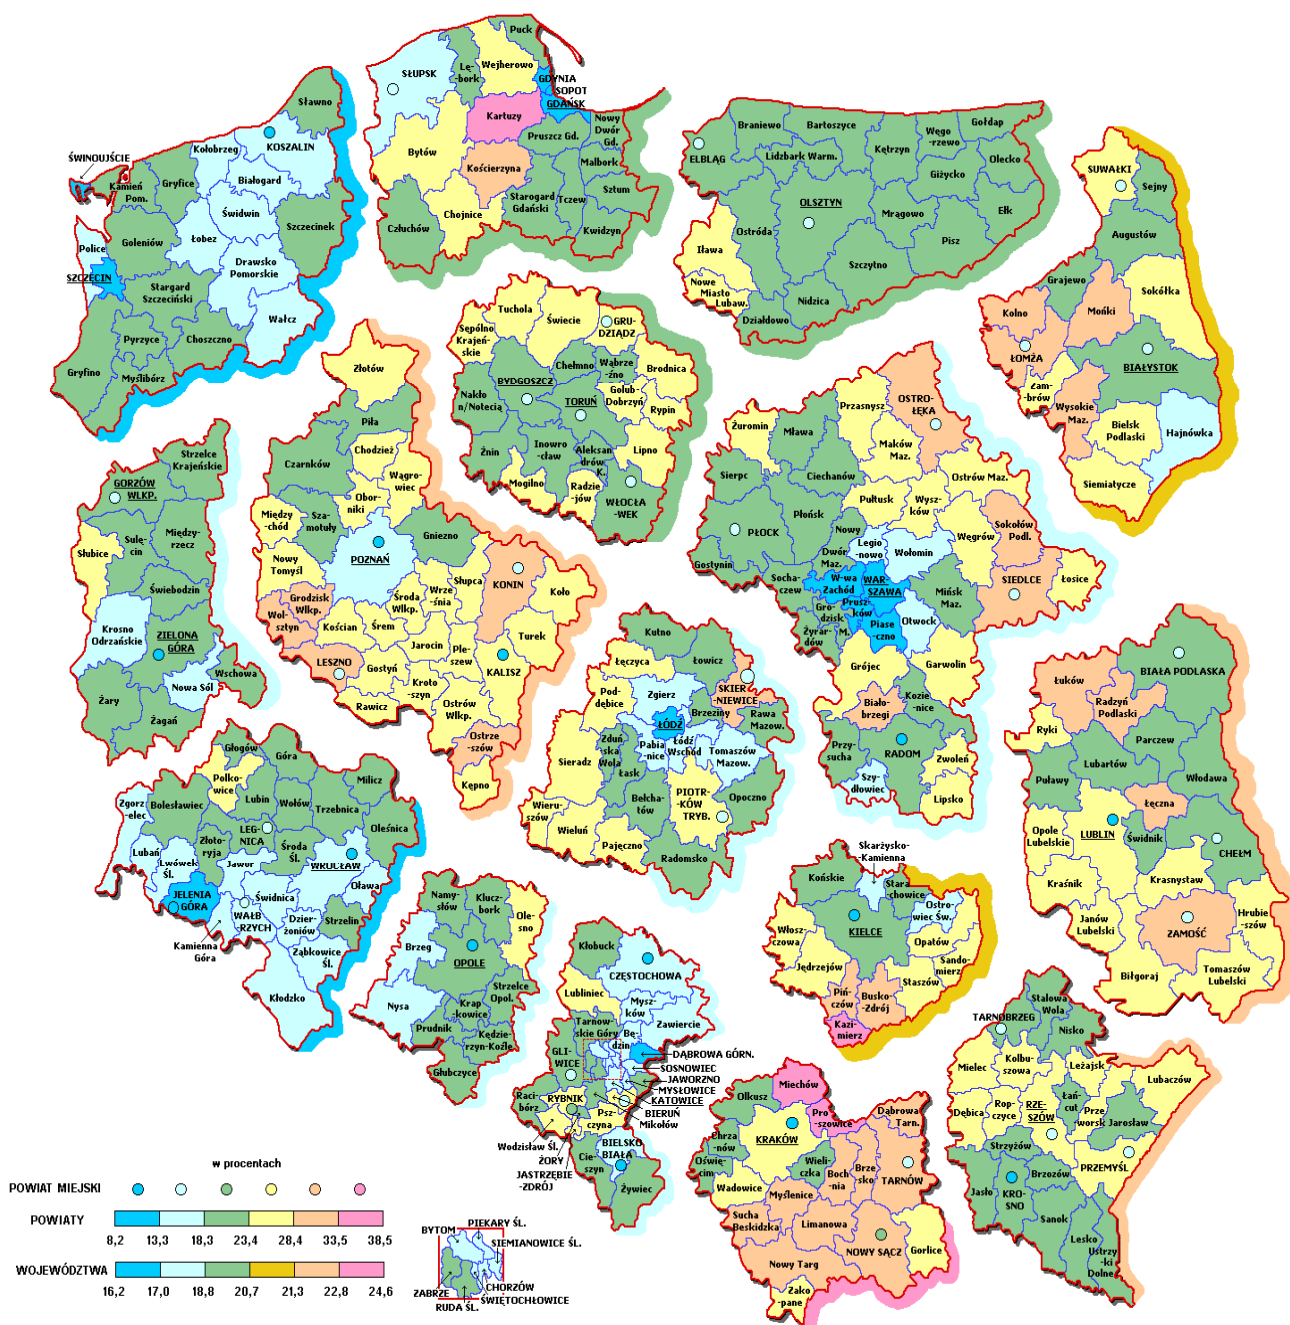 Puck
SŁUPSK
Lę-
-bork
Wejherowo
GDYNIA
SOPOT
GDAŃSK
Kartuzy
Nowy
Dwór
Gd.
Pruszcz Gd.
Bytów
Kościerzyna
Malbork
Sztum
Starogard
Gdański
Tczew
Chojnice
Człuchów
Kwidzyn
Sławno
KOSZALIN
Kołobrzeg
ŚWINOUJŚCIE
Kamień
Pom.
Gryfice
Białogard
Świdwin
Szczecinek
Police
Goleniów
Łobez
SZCZECIN
Drawsko
Pomorskie
Stargard
Szczeciński
Wałcz
Pyrzyce
Choszczno
Gryfino
Myślibórz
Braniewo
Bartoszyce
Węgo
-rzewo
Gołdap
ELBLĄG
Lidzbark Warm.
Kętrzyn
Olecko
Giżycko
OLSZTYN
Mrągowo
Ełk
Ostróda
Pisz
Iława
Szczytno
Nowe
Miasto
Lubaw.
Nidzica
Działdowo
SUWAŁKI
Sejny
Augustów
Grajewo
Sokółka
Kolno
Mońki
ŁOMŻA
BIAŁYSTOK
Zam-
-brów
Wysokie
Maz.
Bielsk
Podlaski
Hajnówka
Siemiatycze
Tuchola
Świecie
GRU-
DZIĄDZ
Sępólno
Krajeń-
skie
Chełmno
Wąbrze-
-źno
Brodnica
BYDGOSZCZ
Golub-
Dobrzyń
Nakło
n/Notecią
TORUŃ
Rypin
Żnin
Inowro
-cław
Aleksan
-drów
K.
Lipno
Mogilno
Radzie
-jów
WŁOCŁA-
-WEK
Złotów
Piła
Chodzież
Czarnków
Wągro-
wiec
Obor-
niki
Między
-chód
Sza-
motuły
Gniezno
POZNAŃ
Nowy
Tomyśl
Słupca
KONIN
Grodzisk
Wlkp.
Środa
Wlkp.
Wrze-
-śnia
Koło
Wol-
sztyn
Kościan
Śrem
Turek
LESZNO
Jarocin
Ple-
szew
KALISZ
Gostyń
Kroto
-szyn
Rawicz
Ostrów
Wlkp.
Ostrze-
-szów
Kępno
Strzelce
Krajeńskie
GORZÓW
WLKP.
Słubice
Sulę-
cin
Między-
rzecz
Świebodzin
Krosno
Odrzańskie
ZIELONA
GÓRA
Nowa Sól
Wschowa
Żary
Żagań
OSTRO-
ŁĘKA
Żuromin
Przasnysz
Mława
Maków
Maz.
Sierpc
Ciechanów
Ostrów Maz.
Pułtusk
Wysz-
ków
Płońsk
PŁOCK
Nowy
Dwór
Maz.
Legio
-nowo
Wołomin
Węgrów
Sokołów
Podl.
Gostynin
Socha-
czew
W-wa
Zachód
WAR-
SZAWA
SIEDLCE
Łosice
Mińsk
Maz.
Gro-
dzisk
M.
Prusz-
ków
Piase-
czno
Otwock
Żyrar-
dów
Grójec
Garwolin
Biało-
brzegi
Kozie
-nice
Przy-
sucha
RADOM
Zwoleń
Szy-
dłowiec
Lipsko
Kutno
Łęczyca
Łowicz
Pod-
dębice
Zgierz
SKIER
-NIEWICE
Brzeziny
Rawa
Mazow.
ŁÓDŹ
Sieradz
Zduń
-ska
Wola
Pabia
-nice
Łódź
Wschód
Tomaszów
Mazow.
Łask
Wieru-
szów
Bełcha-
tów
PIOTR-
KÓW
TRYB.
Opoczno
Wieluń
Pajęczno
Radomsko
BIAŁA PODLASKA
Łuków
Radzyń
Podlaski
Ryki
Parczew
Lubartów
Włodawa
Puławy
Łęczna
LUBLIN
Opole
Lubelskie
Świdnik
CHEŁM
Kraśnik
Krasnystaw
Janów
Lubelski
ZAMOŚĆ
Hrubie-
szów
Biłgoraj
Tomaszów
Lubelski
Głogów
Góra
Polko-
wice
Milicz
Zgorz-
elec
Bolesławiec
Lubin
Wołów
Trzebnica
Oleśnica
LEG-
NICA
Złoto-
ryja
Lubań
Lwówek
Śl.
Jawor
Środa
Śl.
WROCŁAW
Oława
JELENIA
GÓRA
Świdnica
WAŁB
RZYCH
Dzier-
żoniów
Strzelin
Kamienna
Góra
Ząbkowice
Śl.
Kłodzko
Namy-
słów
Klucz-
bork
Ole-
sno
Brzeg
OPOLE
Strzelce
Opol.
Nysa
Krap
-kowice
Prudnik
Kędzie-
rzyn-Koźle
Głubczyce
Kłobuck
CZĘSTOCHOWA
Lubliniec
Mysz-
ków
Zawiercie
Tarnow-
skie Góry
Bę-
dzin
GLI-
WICE
DĄBROWA GÓRN.
SOSNOWIEC
JAWORZNO
MYSŁOWICE
KATOWICE
BIERUŃ
Mikołów
Raci-
bórz
RYBNIK
Psz-
czyna
Wodzisław Śl.
ŻORY
JASTRZĘBIE
-ZDRÓJ
BIELSKO
BIAŁA
Cie-
szyn
Żywiec
Skarżysko-
Kamienna
Końskie
Stara
chowice
Ostro-
wiec Św.
KIELCE
Włosz-
czowa
Opatów
Jędrzejów
Sando-
mierz
Staszów
Piń-
czów
Busko-
Zdrój
Kazi-
mierz
Miechów
Olkusz
Pro-
-szowice
Dąbrowa
Tarn.
KRAKÓW
Chrza
-nów
Oświę-
cim
Wieli-
czka
Boch-
nia
Brze-
sko
TARNÓW
Wadowice
Myślenice
Sucha
Beskidzka
Limanowa
NOWY SĄCZ
Gorlice
Nowy Targ
Zako-
pane
Stalowa
Wola
TARNOBRZEG
Nisko
Mielec
Kolbu-
szowa
Leżajsk
Lubaczów
Dębica
Rop-
czyce
RZE-
SZÓW
Łań-
cut
Prze-
worsk
Jarosław
Strzyżów
PRZEMYŚL
Jasło
KRO-
SNO
Brzozów
Sanok
Lesko
Ustrzy
-ki
Dolne
w procentach
POWIAT MIEJSKI
POWIATY
8,2 13,3 18,3 23,4 28,4 33,5 38,5
WOJEWÓDZTWA
16,2 17,0 18,8 20,7 21,3 22,8 24,6
BYTOM
PIEKARY ŚL.
SIEMIANOWICE ŚL.
CHORZÓW
ŚWIĘTOCHŁOWICE
ZABRZE
RUDA ŚL.